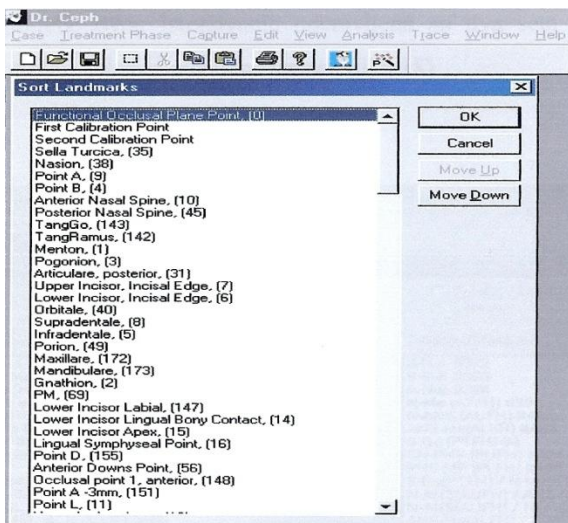 Dr. Ceph
Case Treatment Phase Capture Edit View Analysis Trace Window Help
Sort Landmarks
Functional Occlusal Plane Point, (0)
First Calibration Point
Second Calibration Point
Sella Turcica, (35)
Nasion, (38)
Point A, (9)
Point B, (4)
Anterior Nasal Spine, (10)
Posterior Nasal Spine, (45)
TangGo, (143)
TangRamus, (142)
Menton, (1)
Pogonion, (3)
Articulare, posterior, (31)
Upper Incisor, Incisal Edge, (7)
Lower Incisor, Incisal Edge, (6)
Orbitale, (40)
Supradentale, (8)
Infradentale, (5)
Porion, (49)
Maxillare, (172)
Mandibulare, (173)
Gnathion, (2)
PM, (69)
Lower Incisor Labial, (147)
Lower Incisor Lingual Bony Contact, (14)
Lower Incisor Apex, (15)
Lingual Symphyseal Point, (16)
Point D, (155)
Anterior Downs Point, (56)
Occlusal point 1, anterior, (148)
Point A -3mm, (151)
Point L, (11)
OK
Cancel
Move Up
Move Down